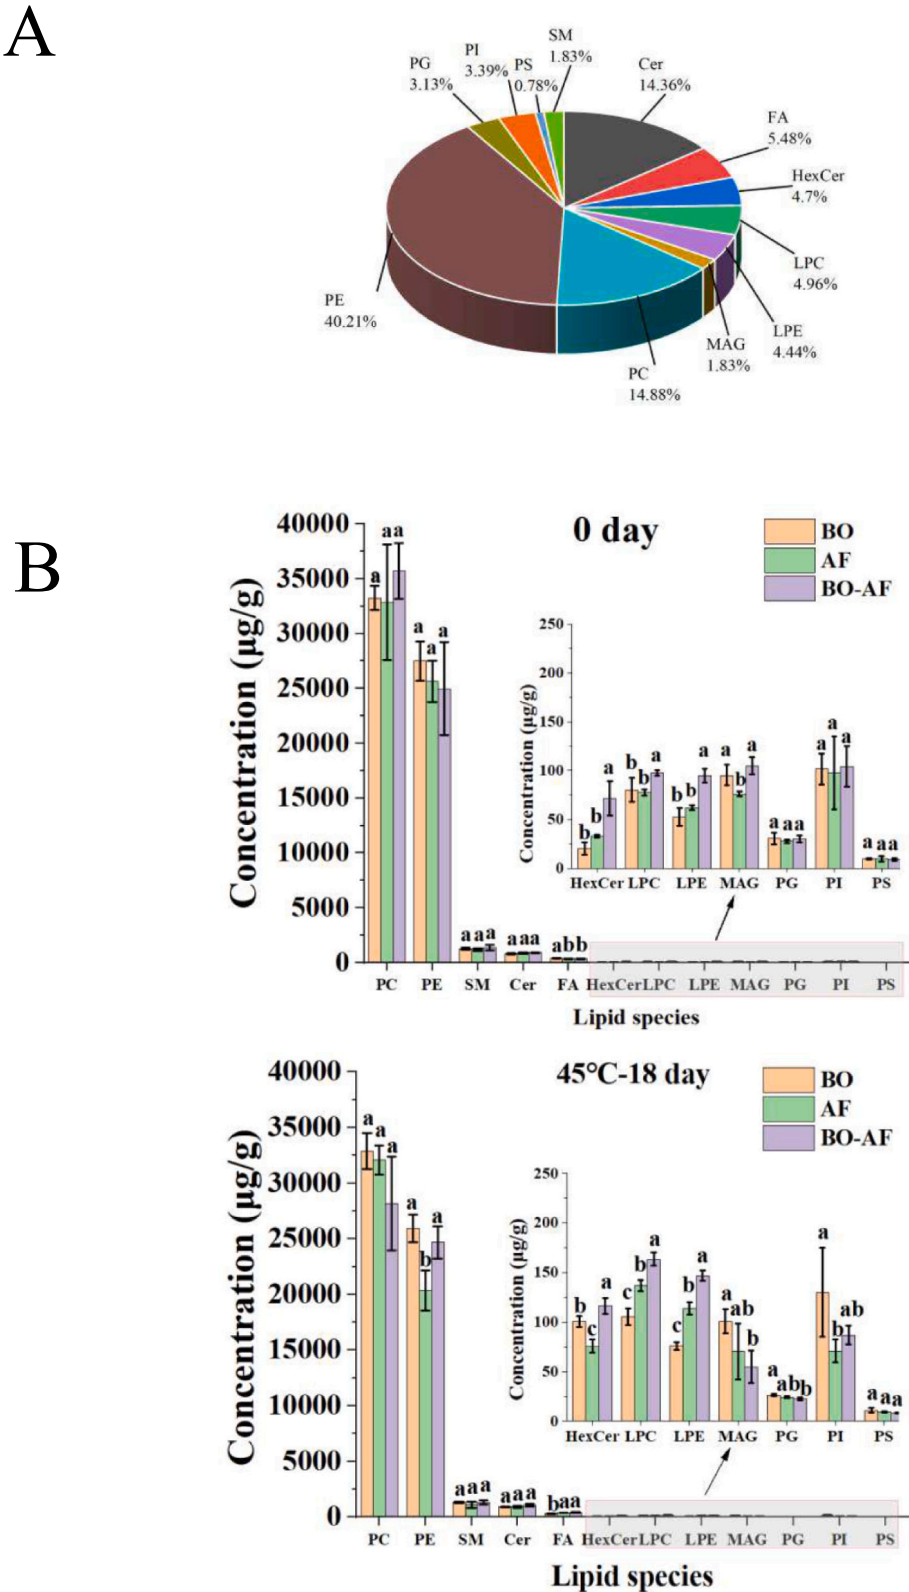 A
SM
1.83%
PI
3.39%
PS
0.78%
PG
3.13%
Cer
14.36%
FA
5.48%
HexCer
4.7%
LPC
4.96%
LPE
4.44%
MAG
1.83%
PC
14.88%
PE
40.21%
B
0 day
BO
AF
BO-AF
Concentration (μg/g)
40000
35000
30000
25000
20000
15000
10000
5000
0
a a a
a a a
a a a
a a a
a b b
PC PE SM Cer FA HexCer LPC LPE MAG PG PI PS
Lipid species
Concentration (μg/g)
250
200
150
100
50
0
b b a
b b a
b b a
a b a
a a a
a a a
a a a
HexCer LPC LPE MAG PG PI PS
45℃-18 day
BO
AF
BO-AF
Concentration (μg/g)
40000
35000
30000
25000
20000
15000
10000
5000
0
a a a
a b a
a a a
a a a
b a a
PC PE SM Cer FA HexCer LPC LPE MAG PG PI PS
Lipid species
Concentration (μg/g)
250
200
150
100
50
0
b c a
c b a
c b a
a ab b
a ab b
a b ab
a a a
HexCer LPC LPE MAG PG PI PS